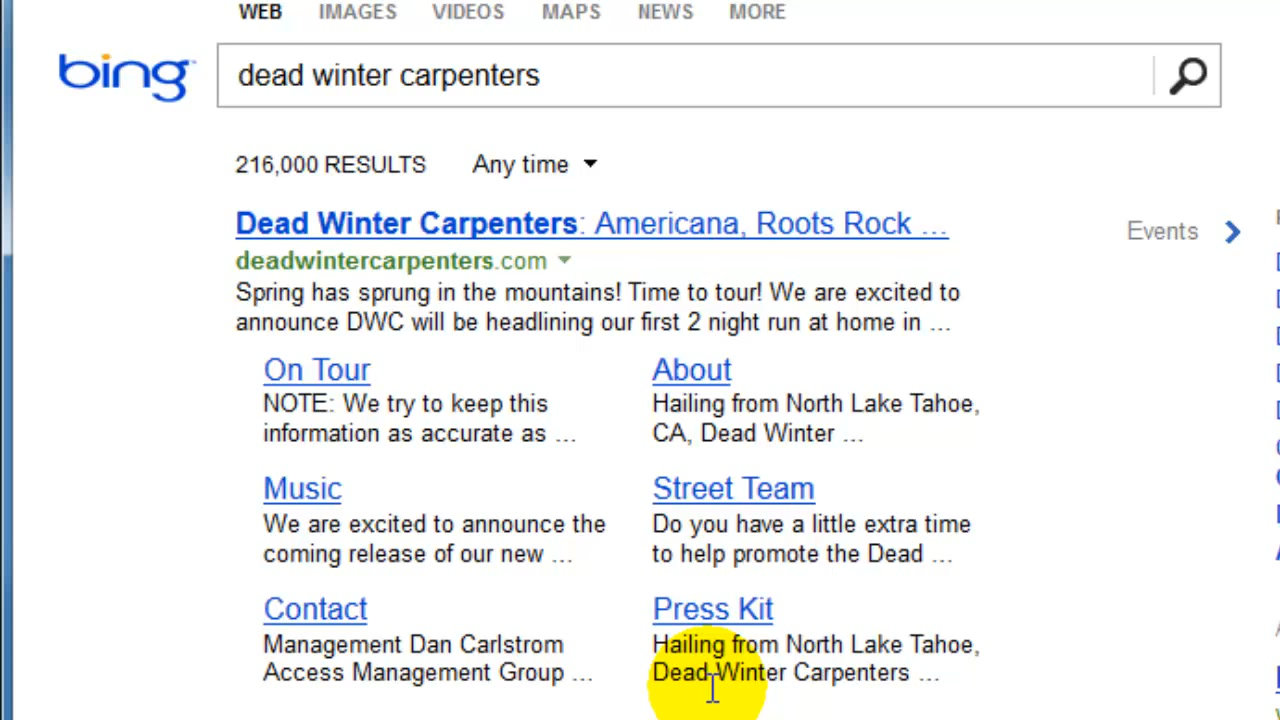 WEB IMAGES VIDEOS MAPS NEWS MORE
bing
dead winter carpenters
216,000 RESULTS Any time
Dead Winter Carpenters: Americana, Roots Rock ...
Events
deadwintercarpenters.com
Spring has sprung in the mountains! Time to tour! We are excited to
announce DWC will be headlining our first 2 night run at home in ...
On Tour
NOTE: We try to keep this
information as accurate as ...
About
Hailing from North Lake Tahoe,
CA, Dead Winter ...
Music
We are excited to announce the
coming release of our new ...
Street Team
Do you have a little extra time
to help promote the Dead ...
Contact
Management Dan Carlstrom
Access Management Group ...
Press Kit
Hailing from North Lake Tahoe,
Dead Winter Carpenters ...